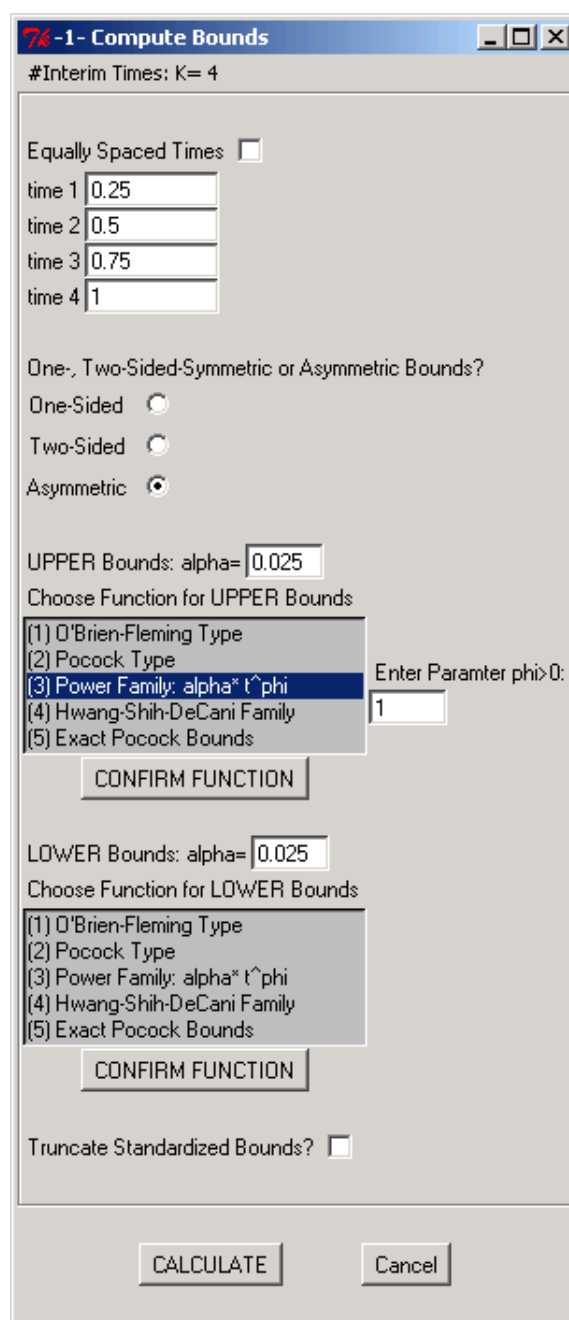 -1- Compute Bounds
#Interim Times: K= 4
Equally Spaced Times
time 1 0.25
time 2 0.5
time 3 0.75
time 4 1
One-, Two-Sided-Symmetric or Asymmetric Bounds?
One-Sided
Two-Sided
Asymmetric
UPPER Bounds: alpha= 0.025
Choose Function for UPPER Bounds
(1) O'Brien-Fleming Type
(2) Pocock Type
(3) Power Family: alpha* t^phi
(4) Hwang-Shih-DeCani Family
(5) Exact Pocock Bounds
Enter Paramter phi>0:
1
CONFIRM FUNCTION
LOWER Bounds: alpha= 0.025
Choose Function for LOWER Bounds
(1) O'Brien-Fleming Type
(2) Pocock Type
(3) Power Family: alpha* t^phi
(4) Hwang-Shih-DeCani Family
(5) Exact Pocock Bounds
CONFIRM FUNCTION
Truncate Standardized Bounds?
CALCULATE Cancel